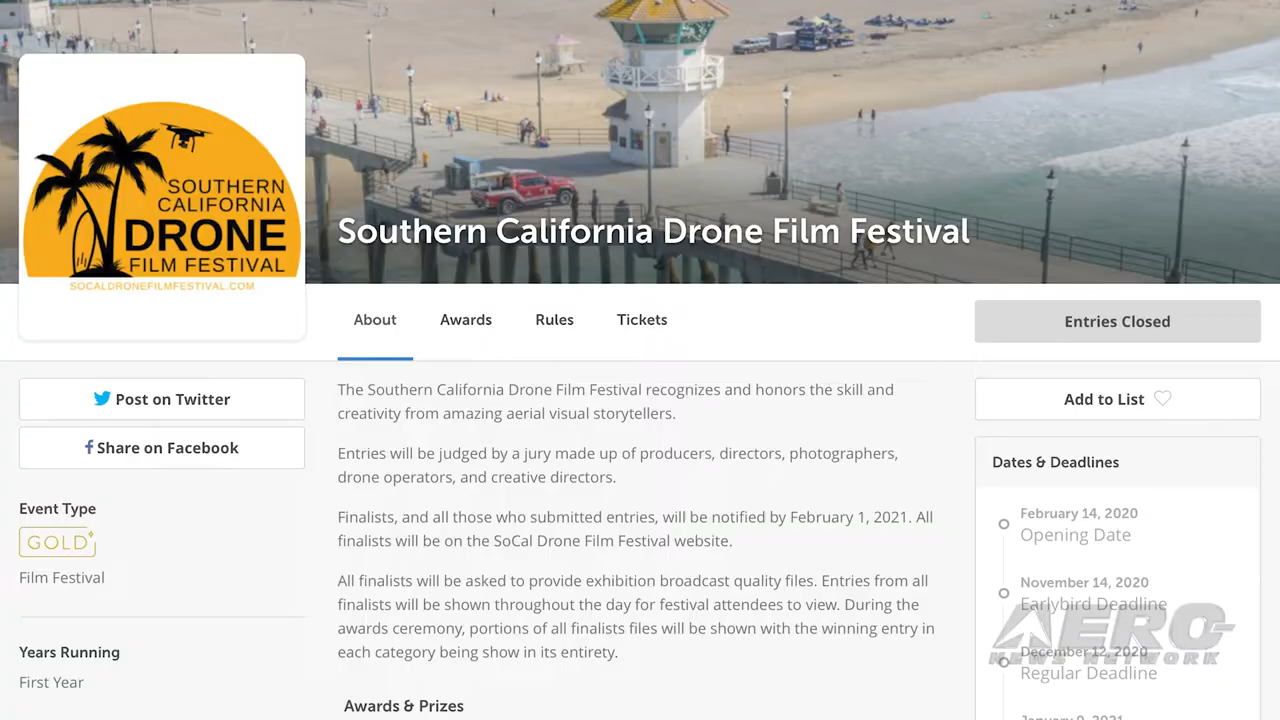 SOUTHERN
CALIFORNIA
DRONE
FILM FESTIVAL
SOCALDRONEFILMFESTIVAL.COM
Southern California Drone Film Festival
About
Awards
Rules
Tickets
Entries Closed
Post on Twitter
Share on Facebook
Event Type
GOLD
Film Festival
Years Running
First Year
The Southern California Drone Film Festival recognizes and honors the skill and
creativity from amazing aerial visual storytellers.
Entries will be judged by a jury made up of producers, directors, photographers,
drone operators, and creative directors.
Finalists, and all those who submitted entries, will be notified by February 1, 2021. All
finalists will be on the SoCal Drone Film Festival website.
All finalists will be asked to provide exhibition broadcast quality files. Entries from all
finalists will be shown throughout the day for festival attendees to view. During the
awards ceremony, portions of all finalists files will be shown with the winning entry in
each category being show in its entirety.
Awards & Prizes
Add to List
Dates & Deadlines
February 14, 2020
Opening Date
November 14, 2020
Earlybird Deadline
December 12, 2020
Regular Deadline
January 9, 2021
AERO
NEWS NETWORK